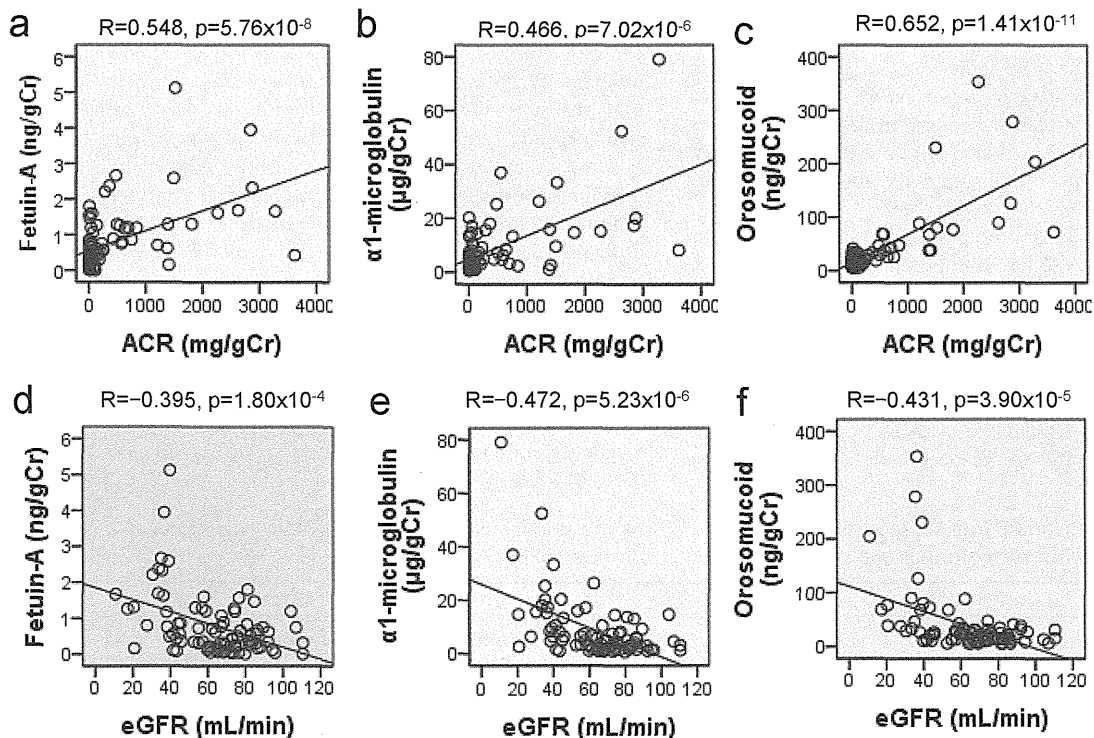 a R=0.548, p=5.76x10⁻⁸
Fetuin-A (ng/gCr)
6
5
4
3
2
1
0
0 1000 2000 3000 4000
ACR (mg/gCr)
b R=0.466, p=7.02x10⁻⁶
α1-microglobulin
(μg/gCr)
80
60
40
20
0
0 1000 2000 3000 4000
ACR (mg/gCr)
c R=0.652, p=1.41x10⁻¹¹
Orosomucoid
(ng/gCr)
400
300
200
100
0
0 1000 2000 3000 4000
ACR (mg/gCr)
d R=−0.395, p=1.80x10⁻⁴
Fetuin-A (ng/gCr)
6
5
4
3
2
1
0
0 20 40 60 80 100 120
eGFR (mL/min)
e R=−0.472, p=5.23x10⁻⁶
α1-microglobulin
(μg/gCr)
80
60
40
20
0
0 20 40 60 80 100 120
eGFR (mL/min)
f R=−0.431, p=3.90x10⁻⁵
Orosomucoid
(ng/gCr)
400
300
200
100
0
0 20 40 60 80 100 120
eGFR (mL/min)